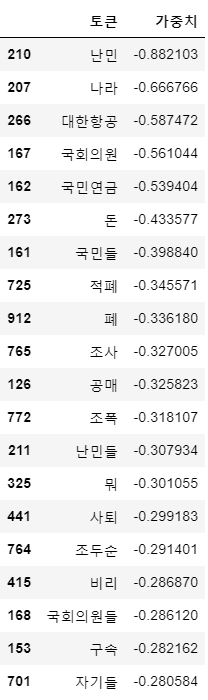 토큰 가중치
210 난민 -0.882103
207 나라 -0.666766
266 대한항공 -0.587472
167 국회의원 -0.561044
162 국민연금 -0.539404
273 돈 -0.433577
161 국민들 -0.398840
725 적폐 -0.345571
912 폐 -0.336180
765 조사 -0.327005
126 공매 -0.325823
772 조폭 -0.318107
211 난민들 -0.307934
325 뭐 -0.301055
441 사퇴 -0.299183
764 조두순 -0.291401
415 비리 -0.286870
168 국회의원들 -0.286120
153 구속 -0.282162
701 자기들 -0.280584